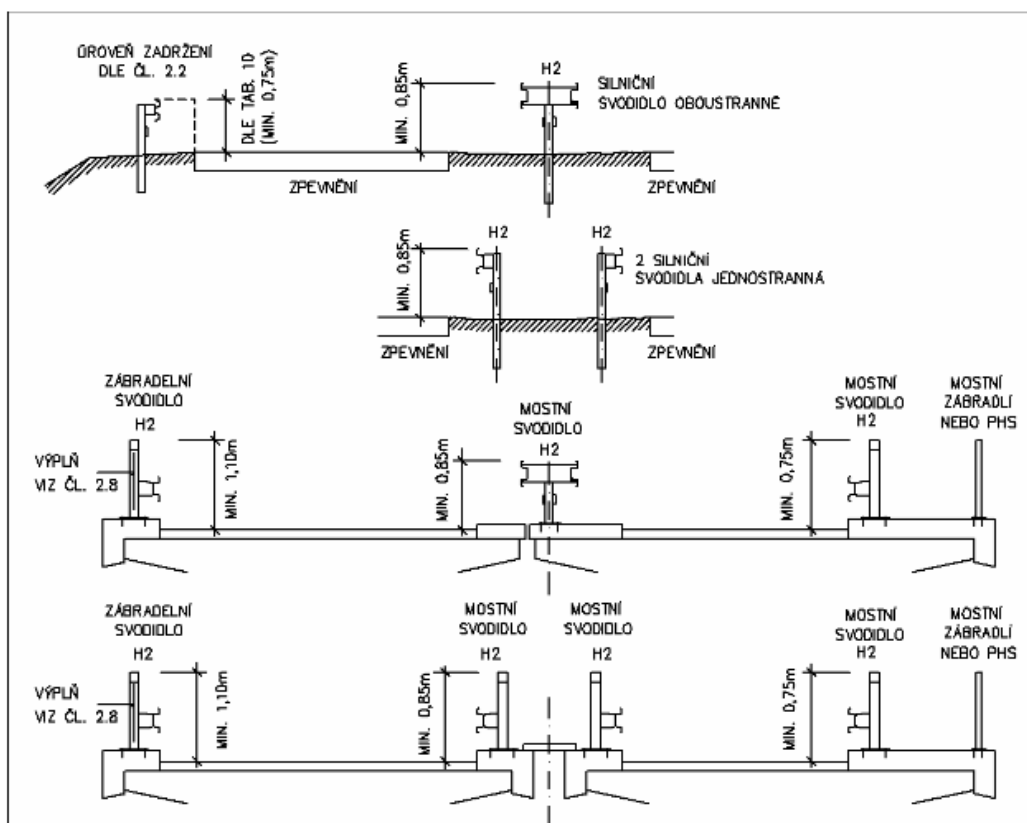 ÚROVEŇ ZADRŽENÍ
DLE ČL. 2.2
DLE TAB. 10
(MIN. 0,75m)
MIN. 0,85m
H2
SILNIČNÍ
SVODIDLO OBOUSTRANNÉ
ZPEVNĚNÍ
ZPEVNĚNÍ
MIN. 0,85m
H2
H2
2 SILNIČNÍ
SVODIDLA JEDNOSTRANNÁ
ZPEVNĚNÍ
ZPEVNĚNÍ
ZÁBRADELNÍ
SVODIDLO
H2
VÝPLŇ
VIZ ČL. 2.8
MIN. 1,10m
MIN. 0,85m
MOSTNÍ
SVODIDLO
H2
MIN. 0,75m
MOSTNÍ
SVODIDLO
H2
MOSTNÍ
ZÁBRADLÍ
NEBO PHS
ZÁBRADELNÍ
SVODIDLO
H2
VÝPLŇ
VIZ ČL. 2.8
MIN. 1,10m
MIN. 0,85m
MOSTNÍ
SVODIDLO
H2
MOSTNÍ
SVODIDLO
H2
MIN. 0,75m
MOSTNÍ
SVODIDLO
H2
MOSTNÍ
ZÁBRADLÍ
NEBO PHS